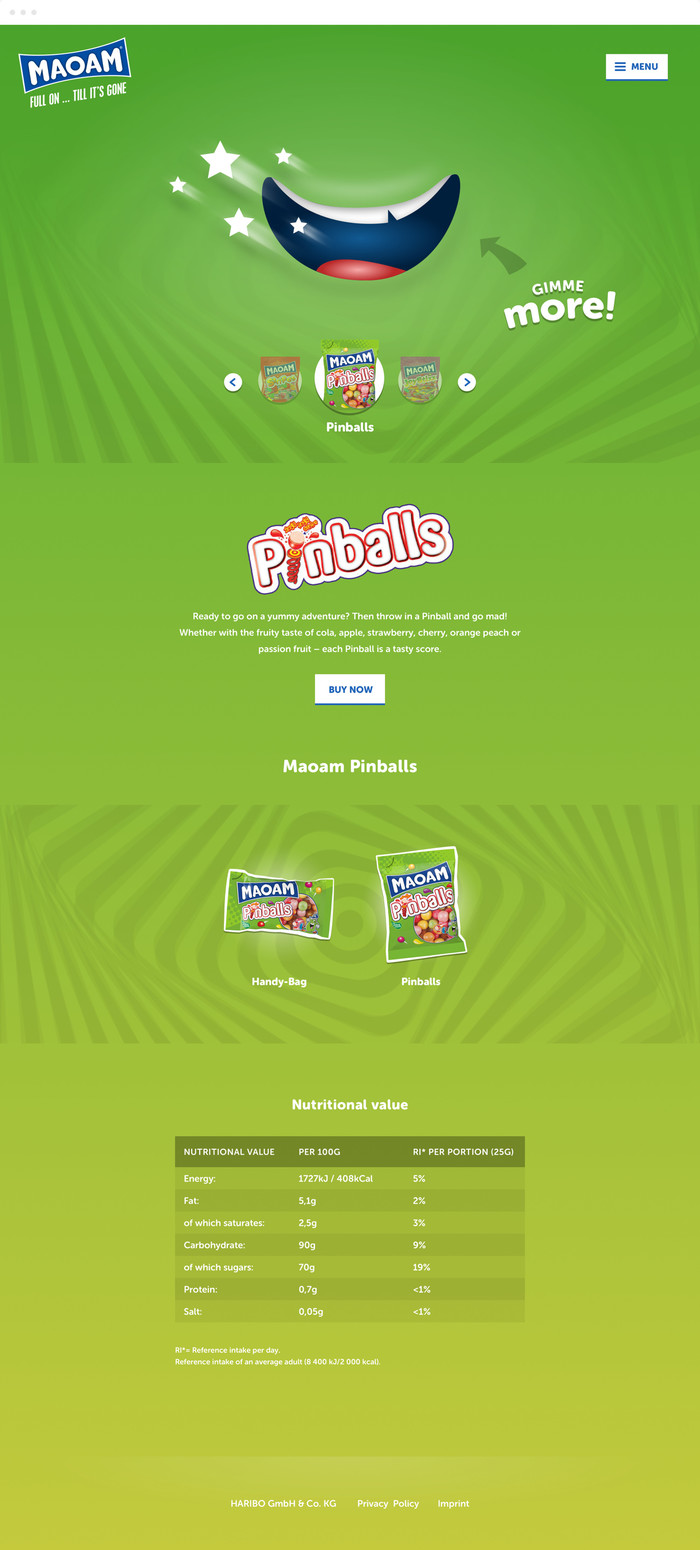 MAOAM
FULL ON ... TILL IT'S GONE
MENU
GIMME
more!
MAOAM
MAOAM
Pinballs
MAOAM
Pinballs
Pinballs
Ready to go on a yummy adventure? Then throw in a Pinball and go mad!
Whether with the fruity taste of cola, apple, strawberry, cherry, orange peach or
passion fruit – each Pinball is a tasty score.
BUY NOW
Maoam Pinballs
MAOAM
Pinballs
MAOAM
Pinballs
Handy-Bag
Pinballs
Nutritional value
NUTRITIONAL VALUE PER 100G RI* PER PORTION (25G)
Energy: 1727kJ / 408kCal 5%
Fat: 5,1g 2%
of which saturates: 2,5g 3%
Carbohydrate: 90g 9%
of which sugars: 70g 19%
Protein: 0,7g <1%
Salt: 0,05g <1%
RI*= Reference intake per day.
Reference intake of an average adult (8 400 kJ/2 000 kcal).
HARIBO GmbH & Co. KG Privacy Policy Imprint